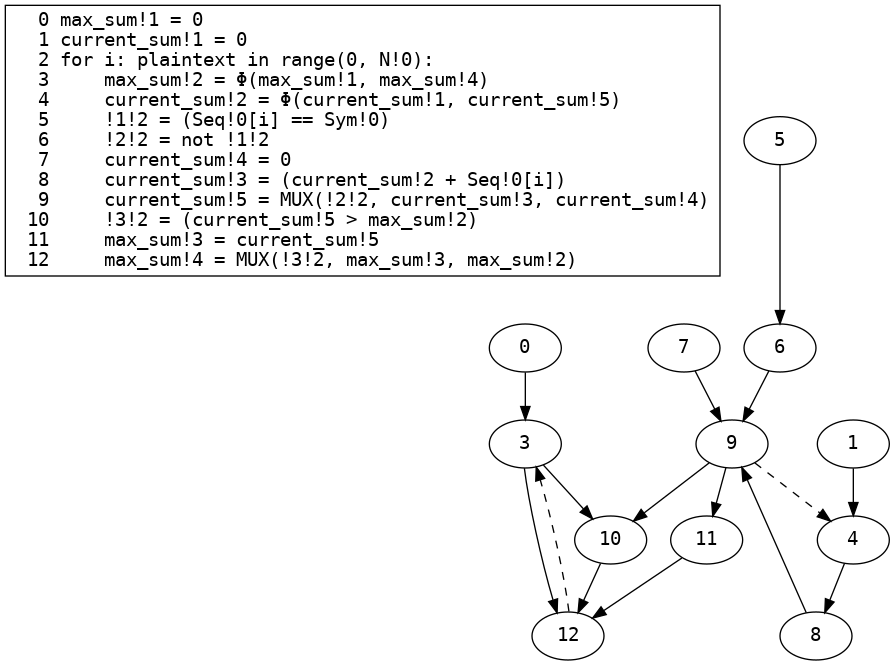 0 max_sum!1 = 0
1 current_sum!1 = 0
2 for i: plaintext in range(0, N!0):
3     max_sum!2 = Φ(max_sum!1, max_sum!4)
4     current_sum!2 = Φ(current_sum!1, current_sum!5)
5     !1!2 = (Seq!0[i] == Sym!0)
6     !2!2 = not !1!2
7     current_sum!4 = 0
8     current_sum!3 = (current_sum!2 + Seq!0[i])
9     current_sum!5 = MUX(!2!2, current_sum!3, current_sum!4)
10     !3!2 = (current_sum!5 > max_sum!2)
11     max_sum!3 = current_sum!5
12     max_sum!4 = MUX(!3!2, max_sum!3, max_sum!2)
5
0 7 6
3 9 1
10 11 4
12 8